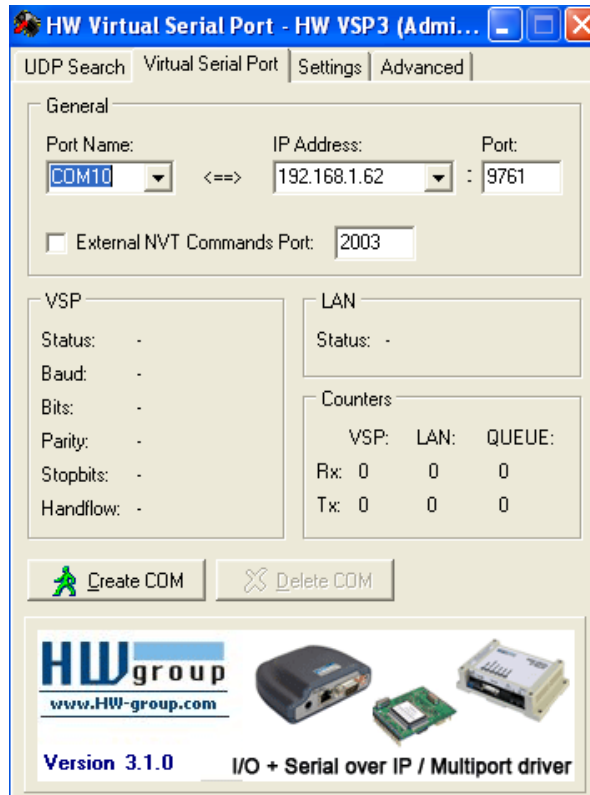 HW Virtual Serial Port - HW VSP3 (Admi...
UDP Search Virtual Serial Port Settings Advanced
General
Port Name: IP Address: Port:
COM10 <==> 192.168.1.62 : 9761
External NVT Commands Port: 2003
VSP
Status: -
Baud: -
Bits: -
Parity: -
Stopbits: -
Handflow: -
LAN
Status: -
Counters
VSP: LAN: QUEUE:
Rx: 0 0 0
Tx: 0 0 0
Create COM Delete COM
HW group
www.HW-group.com
Version 3.1.0
I/O + Serial over IP / Multiport driver